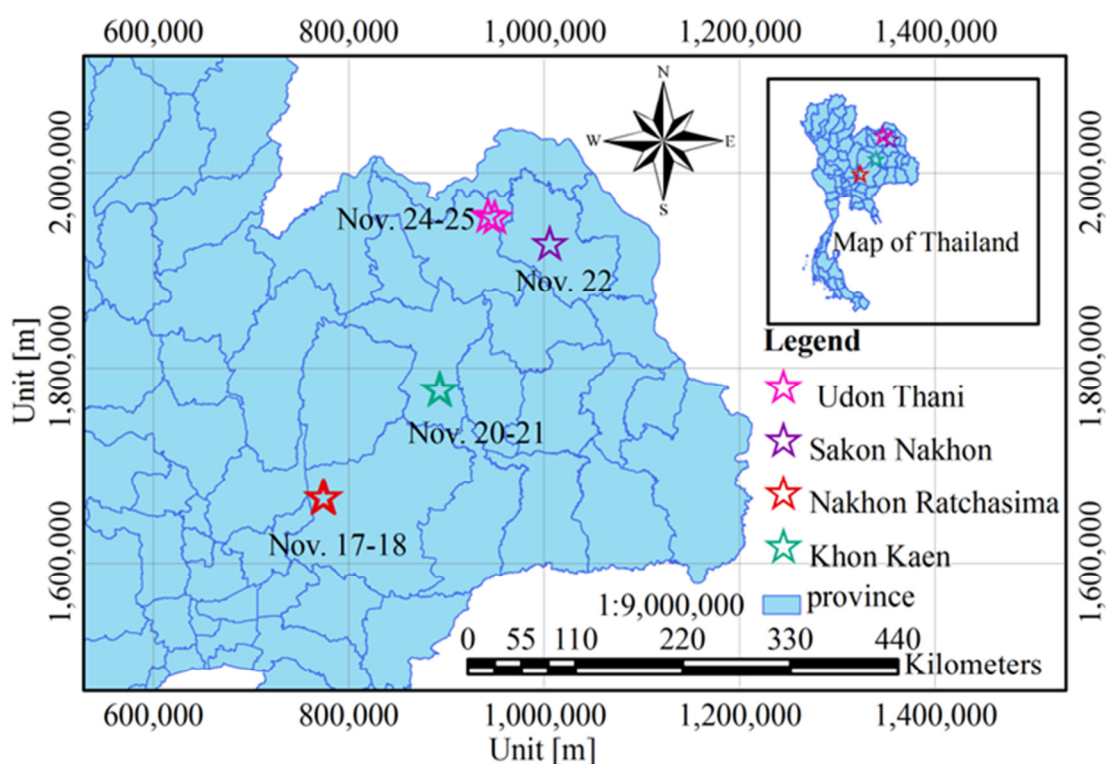 600,000 800,000 1,000,000 1,200,000 1,400,000
N
W E
S
2,000,000
2,000,000
Nov. 24-25
Nov. 22
Map of Thailand
Unit [m]
1,800,000
1,800,000
Legend
Udon Thani
Sakon Nakhon
Nakhon Ratchasima
Khon Kaen
province
Nov. 20-21
Nov. 17-18
1,600,000
1,600,000
1:9,000,000
0 55 110 220 330 440
Kilometers
600,000 800,000 1,000,000 1,200,000 1,400,000
Unit [m]